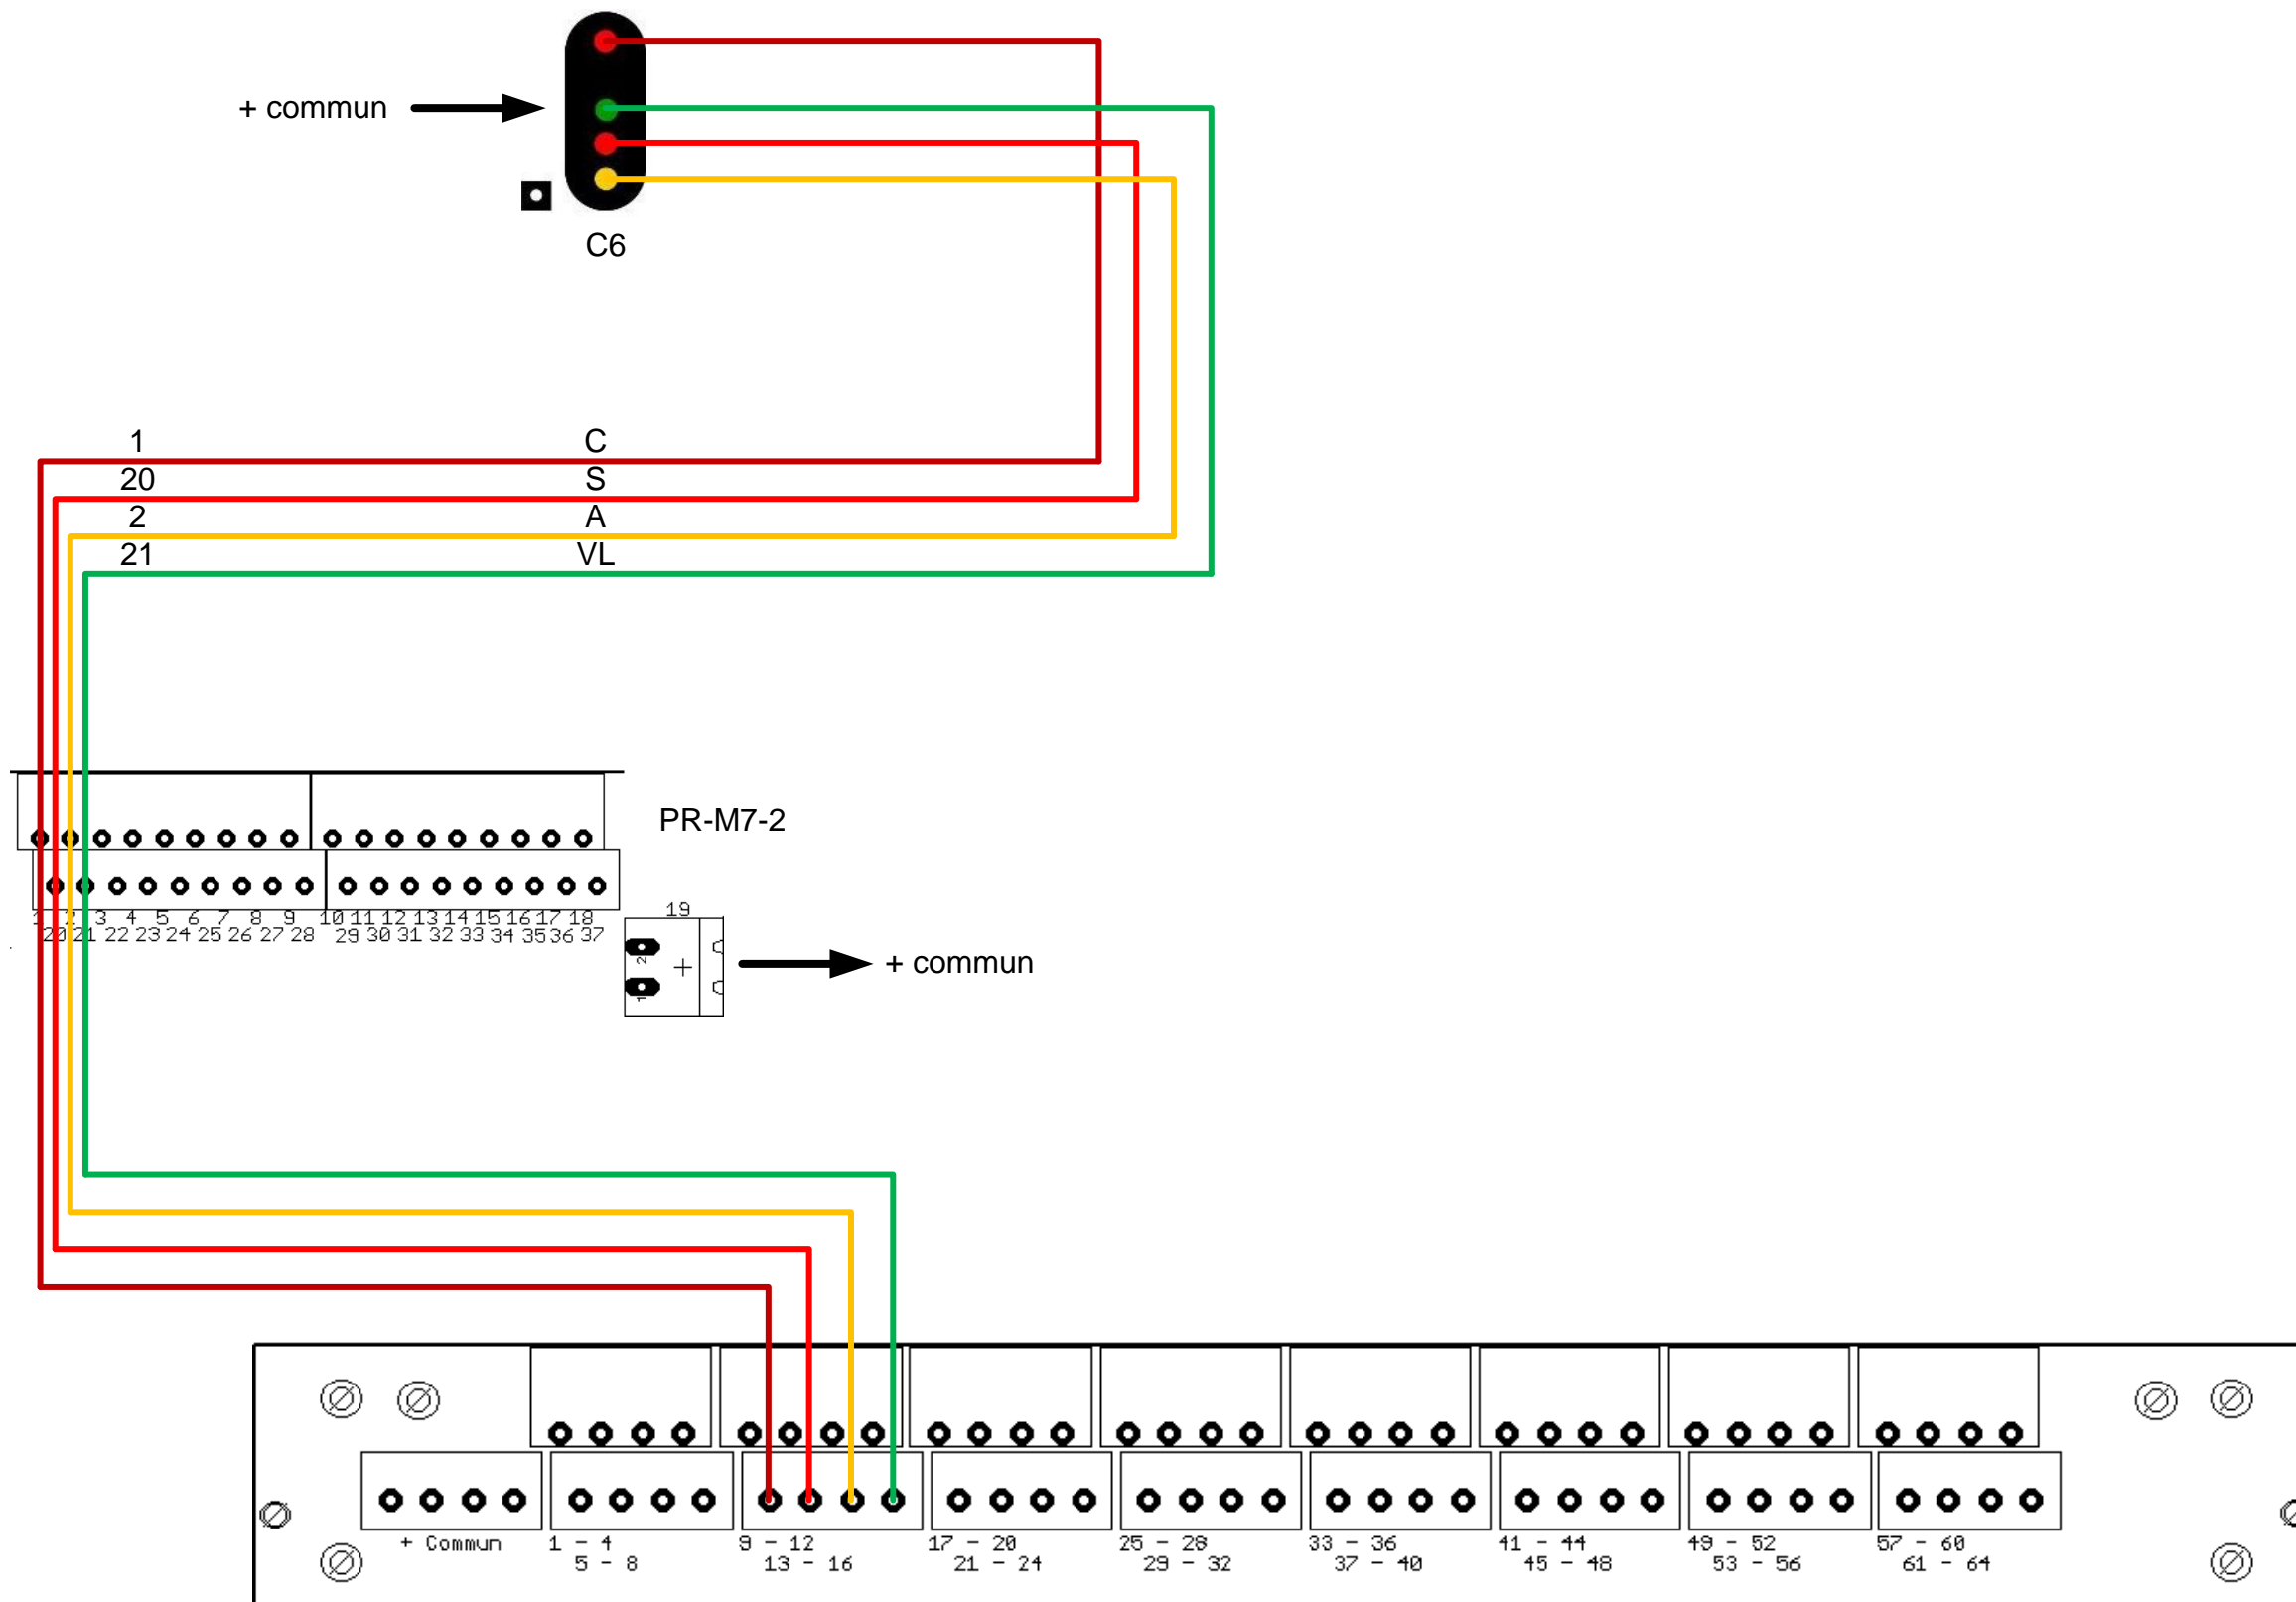 + commun
C6
1 C
20 S
2 A
21 VL
PR-M7-2
1 2 3 4 5 6 7 8 9 10 11 12 13 14 15 16 17 18
20 21 22 23 24 25 26 27 28 29 30 31 32 33 34 35 36 37
19
2
1
+
+ commun
+ Commun 1 - 4 9 - 12 17 - 20 25 - 28 33 - 36 41 - 44 49 - 52 57 - 60
5 - 8 13 - 16 21 - 24 29 - 32 37 - 40 45 - 48 53 - 56 61 - 64